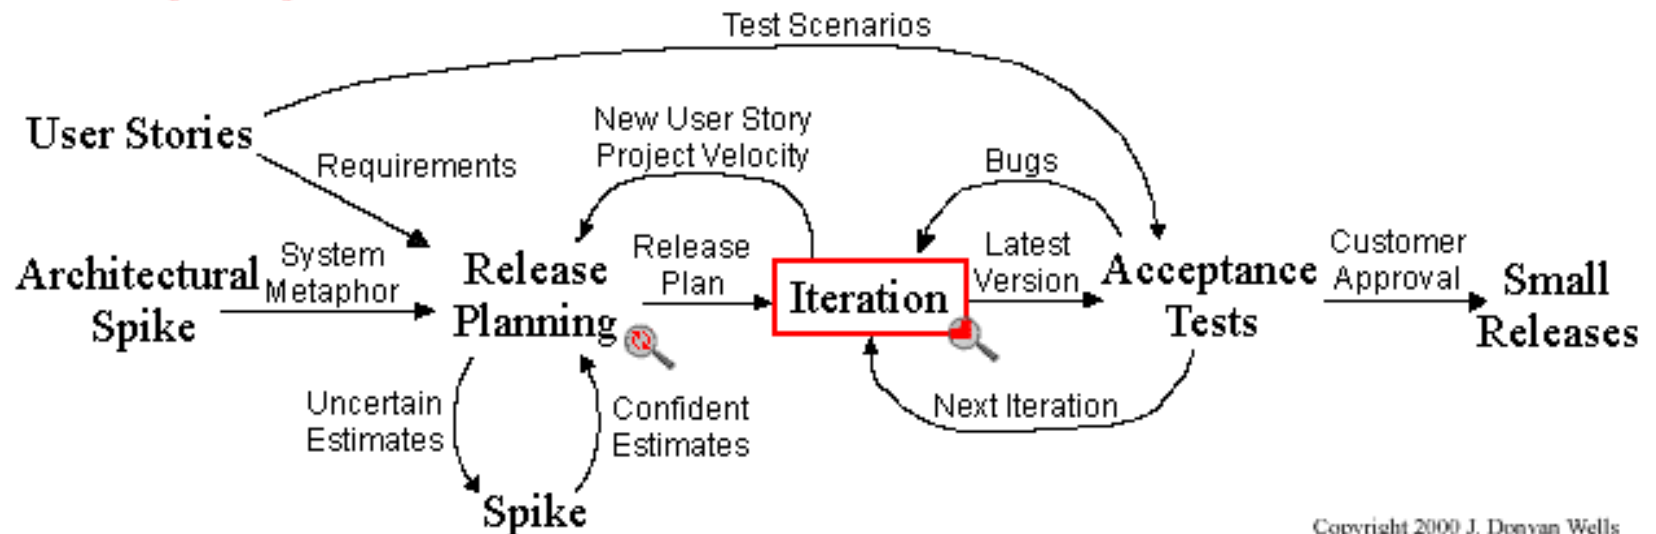 Test Scenarios
User Stories
New User Story
Project Velocity
Requirements
Bugs
Architectural
Spike
System
Metaphor
Release
Planning
Release
Plan
Iteration
Latest
Version
Acceptance
Tests
Customer
Approval
Small
Releases
Uncertain
Estimates
Confident
Estimates
Next Iteration
Spike
Copyright 2000 J. Donvan Wells